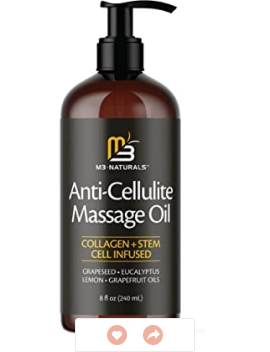 M3
M3-NATURALS™
Anti-Cellulite
Massage Oil
COLLAGEN + STEM
CELL INFUSED
GRAPESEED • EUCALYPTUS
LEMON • GRAPEFRUIT OILS
8 fl oz (240 mL)